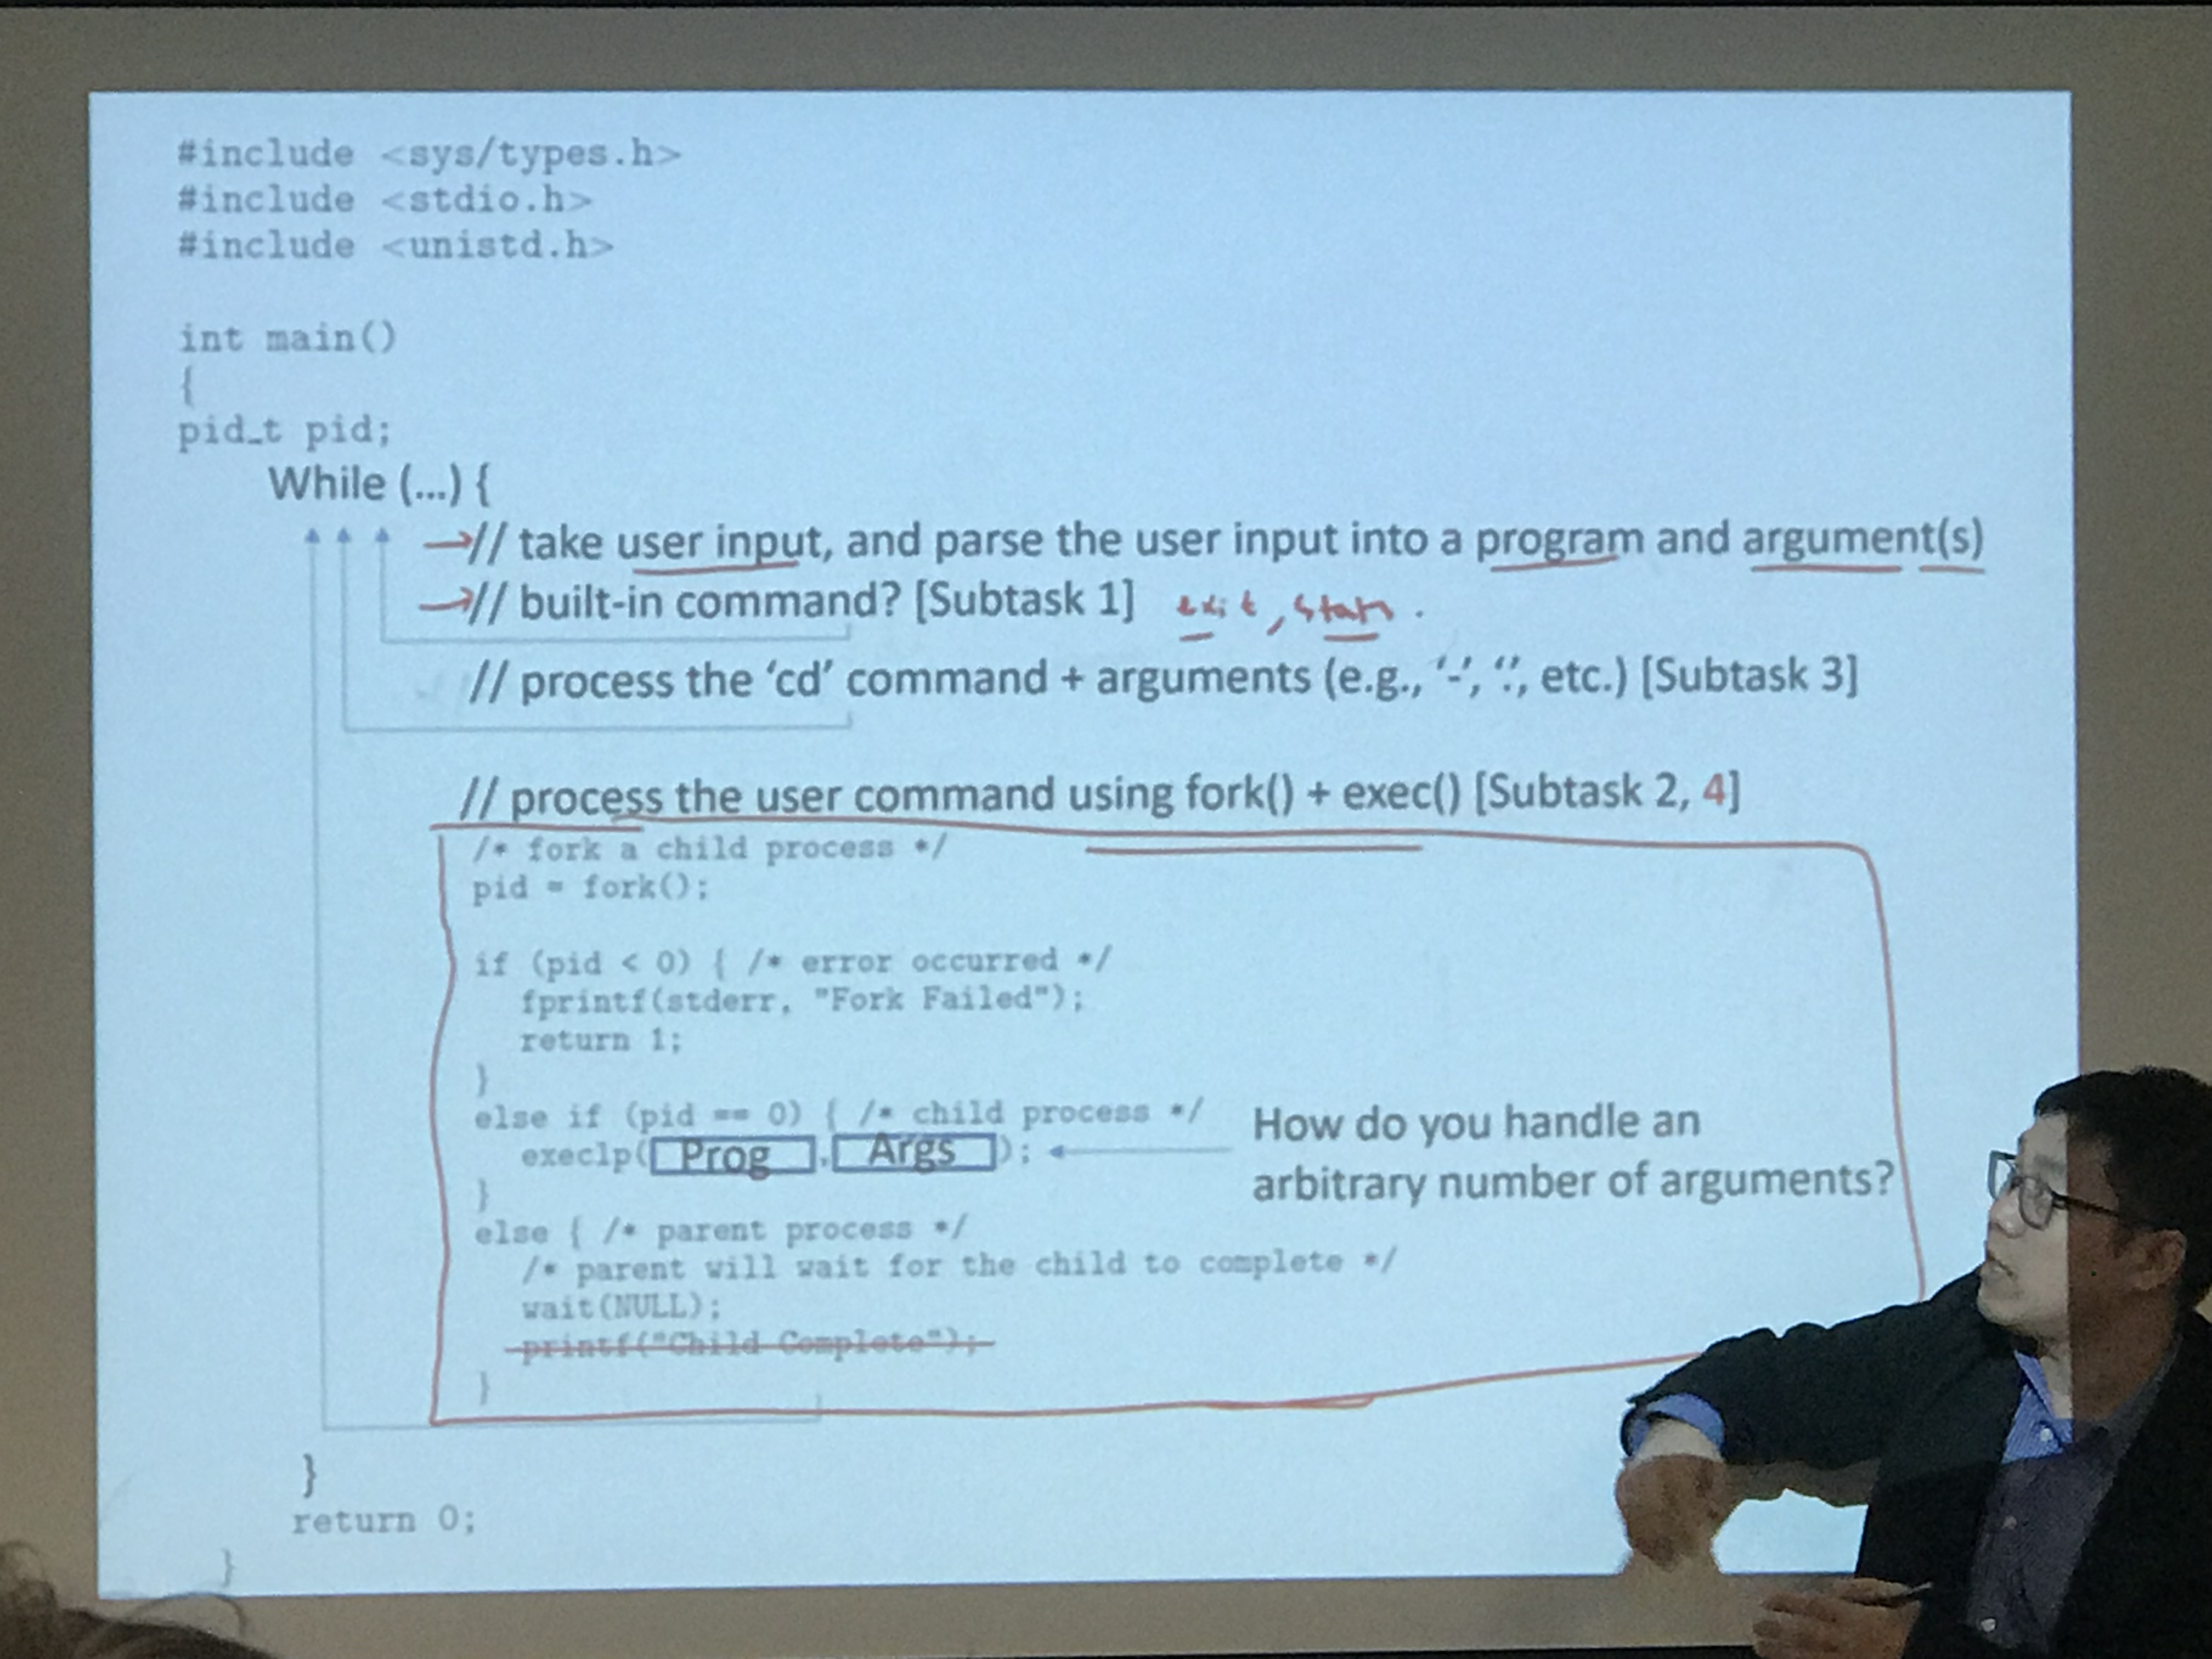 #include <sys/types.h>
#include <stdio.h>
#include <unistd.h>
int main()
{
pid_t pid;
While (...) {
// take user input, and parse the user input into a program and argument(s)
// built-in command? [Subtask 1] exit, stats.
// process the ‘cd’ command + arguments (e.g., ‘-’, ‘.’, etc.) [Subtask 3]
// process the user command using fork() + exec() [Subtask 2, 4]
/* fork a child process */
pid = fork();
if (pid < 0) { /* error occurred */
fprintf(stderr, "Fork Failed");
return 1;
}
else if (pid == 0) { /* child process */
execlp( Prog , Args );
How do you handle an
arbitrary number of arguments?
}
else { /* parent process */
/* parent will wait for the child to complete */
wait(NULL);
printf("Child Complete");
}
}
return 0;
}